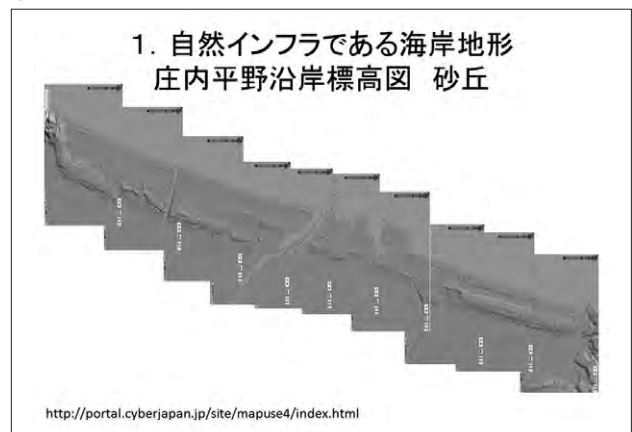 1．自然インフラである海岸地形
庄内平野沿岸標高図　砂丘
http://portal.cyberjapan.jp/site/mapuse4/index.html